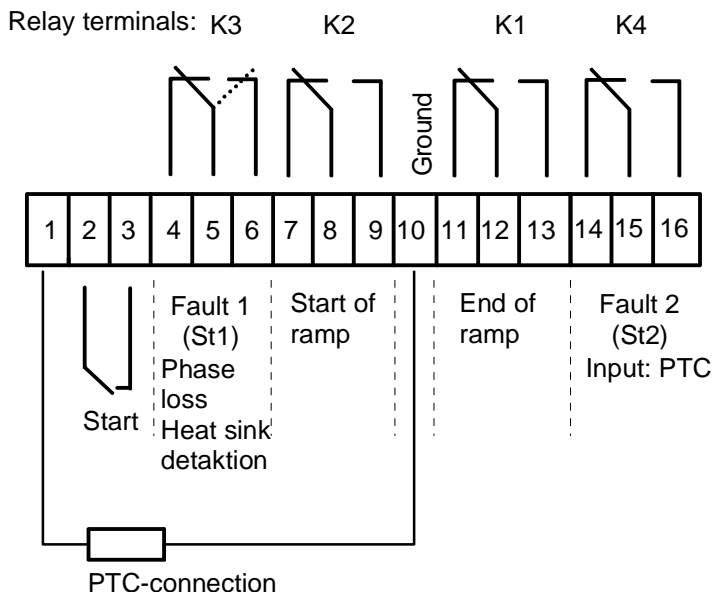 Relay terminals: K3 K2 K1 K4
Ground
1 2 3 4 5 6 7 8 9 10 11 12 13 14 15 16
Start
Fault 1
(St1)
Phase
loss
Heat sink
detaktion
Start of
ramp
End of
ramp
Fault 2
(St2)
Input: PTC
PTC-connection